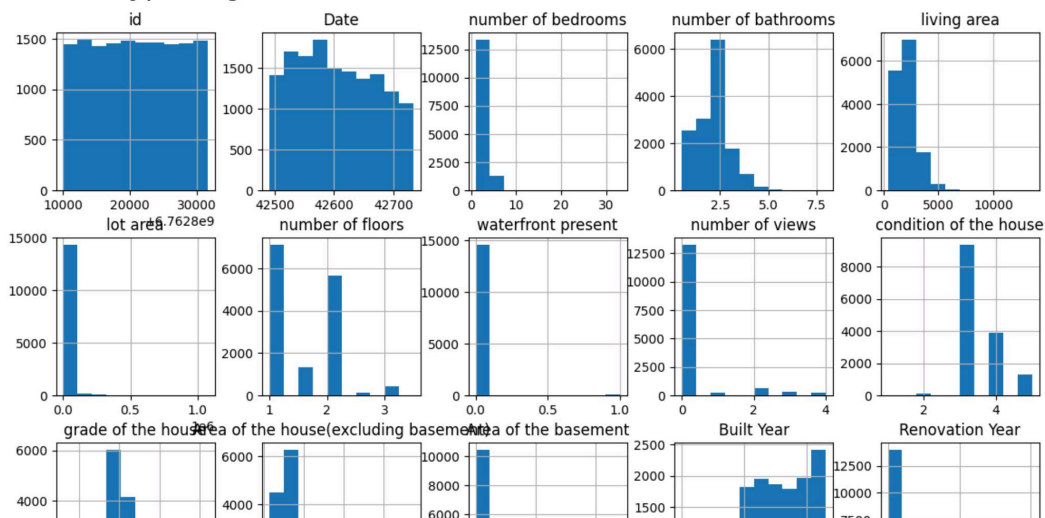 id Date number of bedrooms number of bathrooms living area
1500 1500 12500 6000 6000
1000 1000 10000 4000 4000
500 500 7500 2000 2000
0 0 5000 0 0
2500
0
10000 20000 30000 42500 42600 42700 0 10 20 30 2.5 5.0 7.5 0 5000 10000
+6.7628e9
lot area number of floors waterfront present number of views condition of the house
15000 6000 15000 12500 8000
10000 4000 10000 10000 6000
5000 2000 5000 7500 4000
0 0 0 5000 2000
2500 0
0
0.0 0.5 1.0 1 2 3 0.0 0.5 1.0 0 2 4 2 4
grade of the house Area of the house(excluding basement) Area of the basement Built Year Renovation Year
6000 6000 10000 2500 12500
4000 4000 8000 2000 10000
6000 1500